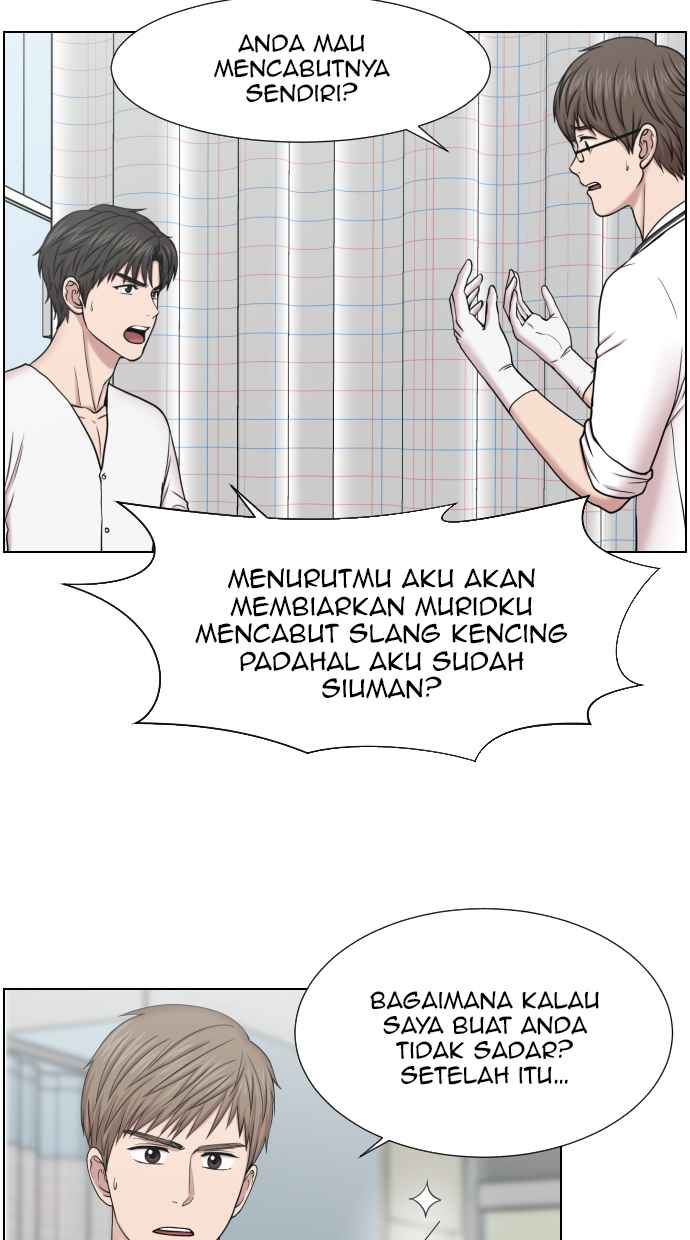 ANDA MAU
MENCABUTNYA
SENDIRI?
MENURUTMU AKU AKAN
MEMBIARKAN MURIDKU
MENCABUT SLANG KENCING
PADAHAL AKU SUDAH
SIUMAN?
BAGAIMANA KALAU
SAYA BUAT ANDA
TIDAK SADAR?
SETELAH ITU...